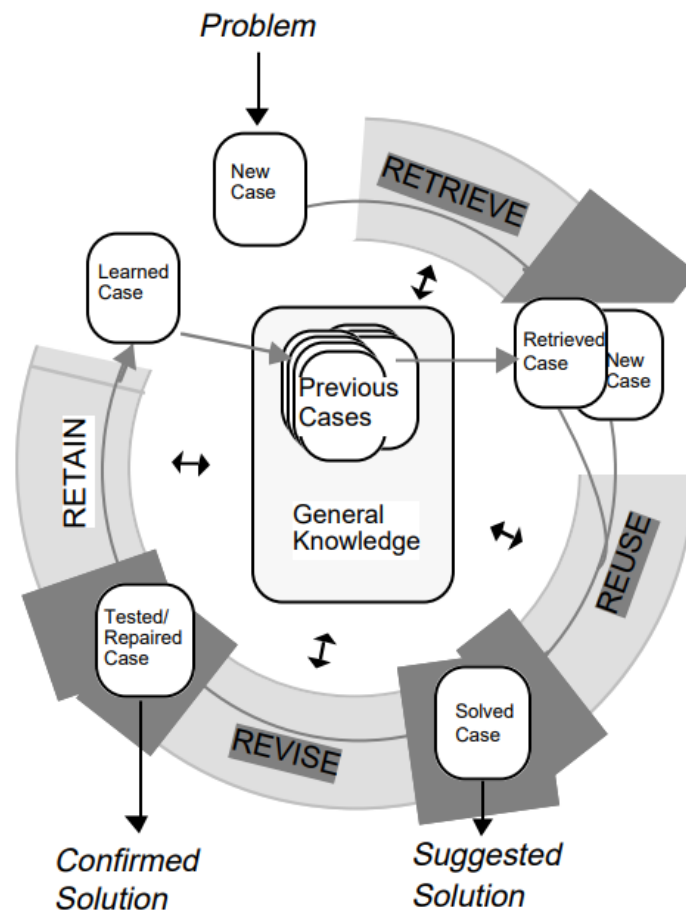 Problem
New
Case
RETRIEVE
Learned
Case
Retrieved
Case
New
Case
Previous
Cases
RETAIN
General
Knowledge
REUSE
Tested/
Repaired
Case
Solved
Case
REVISE
Confirmed
Solution
Suggested
Solution